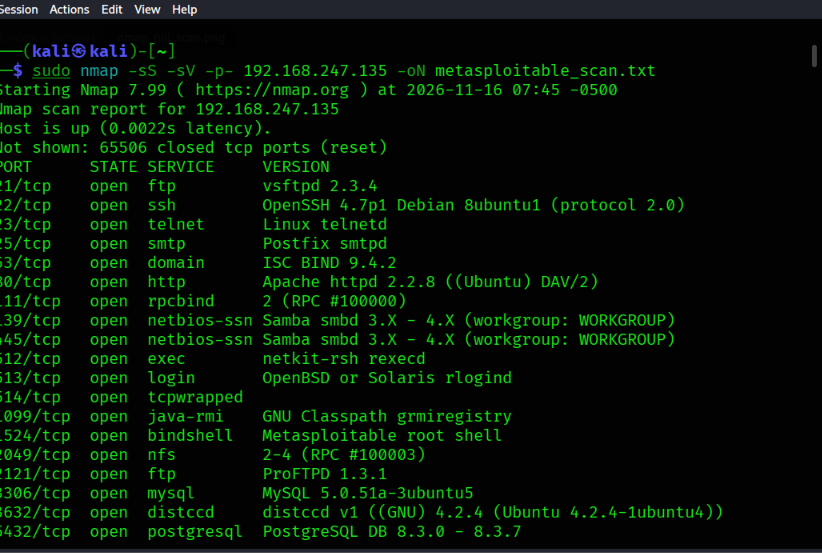 Session Actions Edit View Help
(kali㉿kali)-[~]
$ sudo nmap -sS -sV -p- 192.168.247.135 -oN metasploitable_scan.txt
Starting Nmap 7.99 ( https://nmap.org ) at 2026-11-16 07:45 -0500
Nmap scan report for 192.168.247.135
Host is up (0.0022s latency).
Not shown: 65506 closed tcp ports (reset)
PORT STATE SERVICE VERSION
21/tcp open ftp vsftpd 2.3.4
22/tcp open ssh OpenSSH 4.7p1 Debian 8ubuntu1 (protocol 2.0)
23/tcp open telnet Linux telnetd
25/tcp open smtp Postfix smtpd
53/tcp open domain ISC BIND 9.4.2
80/tcp open http Apache httpd 2.2.8 ((Ubuntu) DAV/2)
111/tcp open rpcbind 2 (RPC #100000)
139/tcp open netbios-ssn Samba smbd 3.X - 4.X (workgroup: WORKGROUP)
445/tcp open netbios-ssn Samba smbd 3.X - 4.X (workgroup: WORKGROUP)
512/tcp open exec netkit-rsh rexecd
513/tcp open login OpenBSD or Solaris rlogind
514/tcp open tcpwrapped
1099/tcp open java-rmi GNU Classpath grmiregistry
1524/tcp open bindshell Metasploitable root shell
2049/tcp open nfs 2-4 (RPC #100003)
2121/tcp open ftp ProFTPD 1.3.1
3306/tcp open mysql MySQL 5.0.51a-3ubuntu5
3632/tcp open distccd distccd v1 ((GNU) 4.2.4 (Ubuntu 4.2.4-1ubuntu4))
5432/tcp open postgresql PostgreSQL DB 8.3.0 - 8.3.7